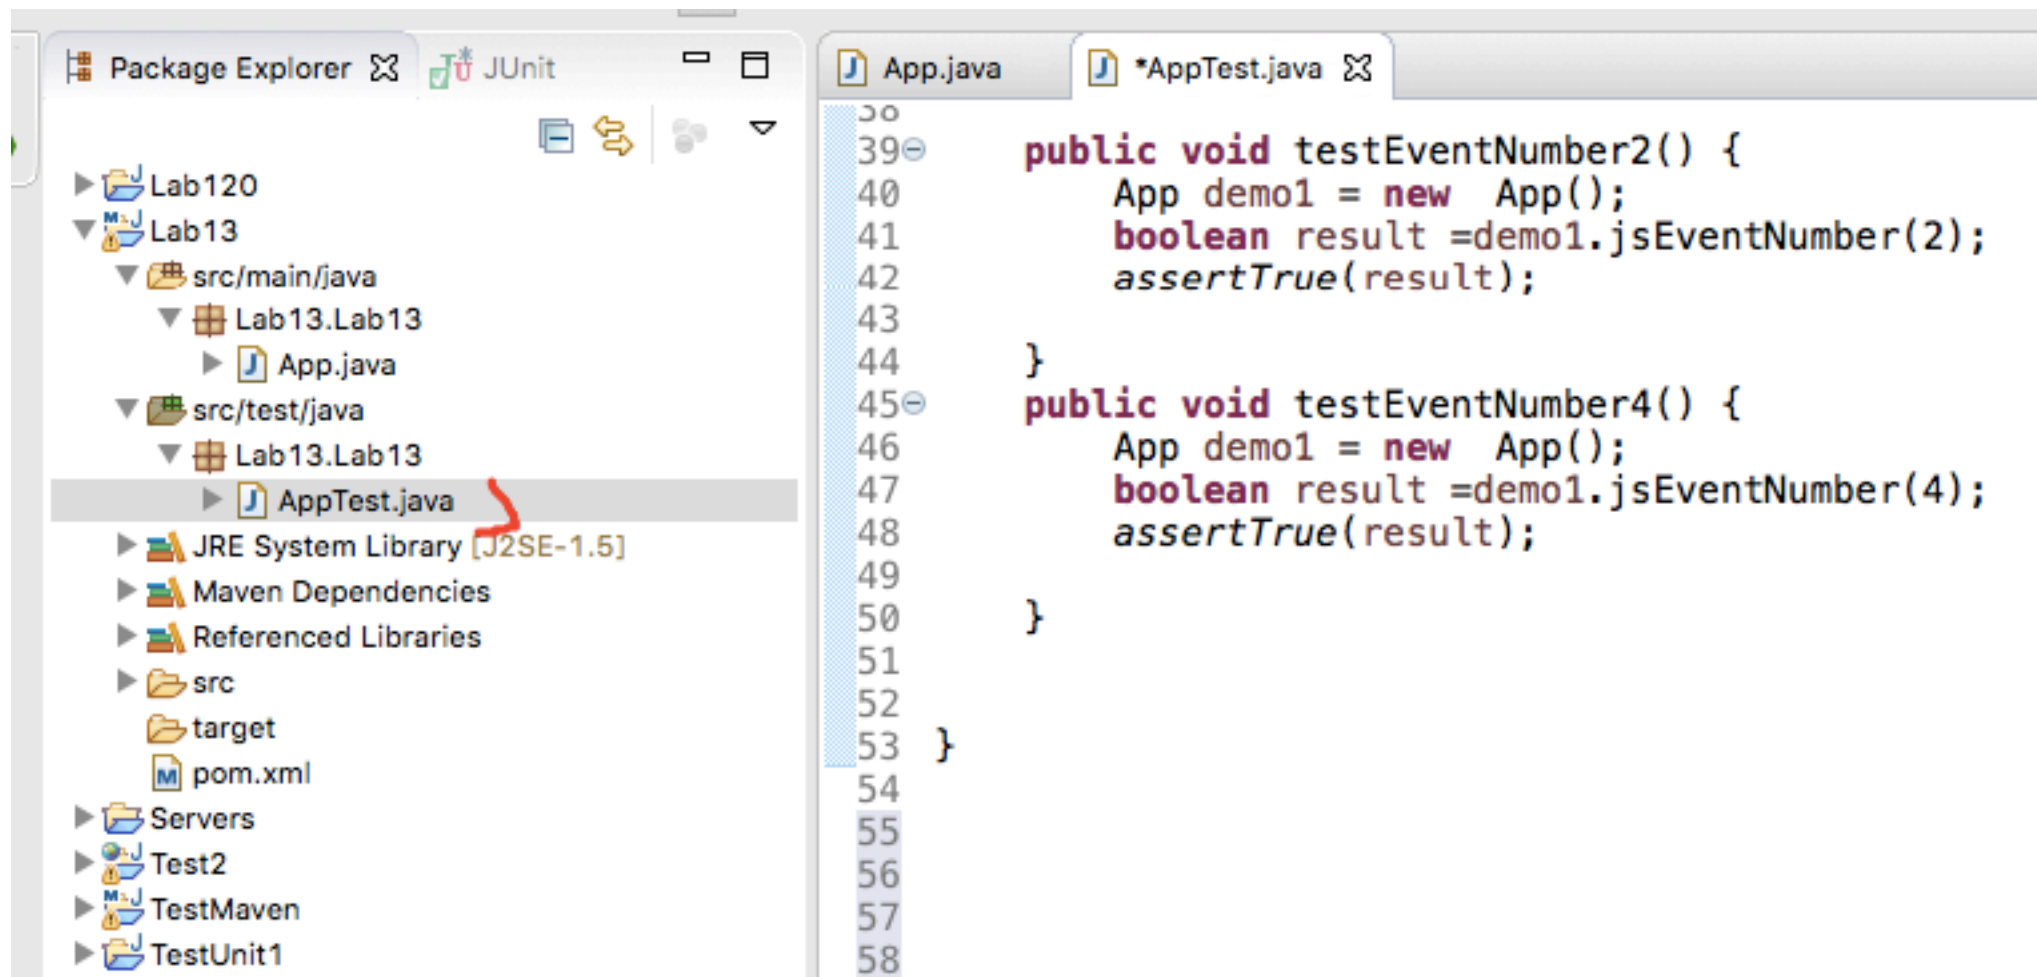 Package Explorer
JUnit
Lab120
Lab13
src/main/java
Lab13.Lab13
App.java
src/test/java
Lab13.Lab13
AppTest.java
JRE System Library [J2SE-1.5]
Maven Dependencies
Referenced Libraries
src
target
pom.xml
Servers
Test2
TestMaven
TestUnit1
App.java
*AppTest.java
38
39 public void testEventNumber2() {
40 App demo1 = new  App();
41 boolean result =demo1.jsEventNumber(2);
42 assertTrue(result);
43
44 }
45 public void testEventNumber4() {
46 App demo1 = new  App();
47 boolean result =demo1.jsEventNumber(4);
48 assertTrue(result);
49
50 }
51
52
53 }
54
55
56
57
58